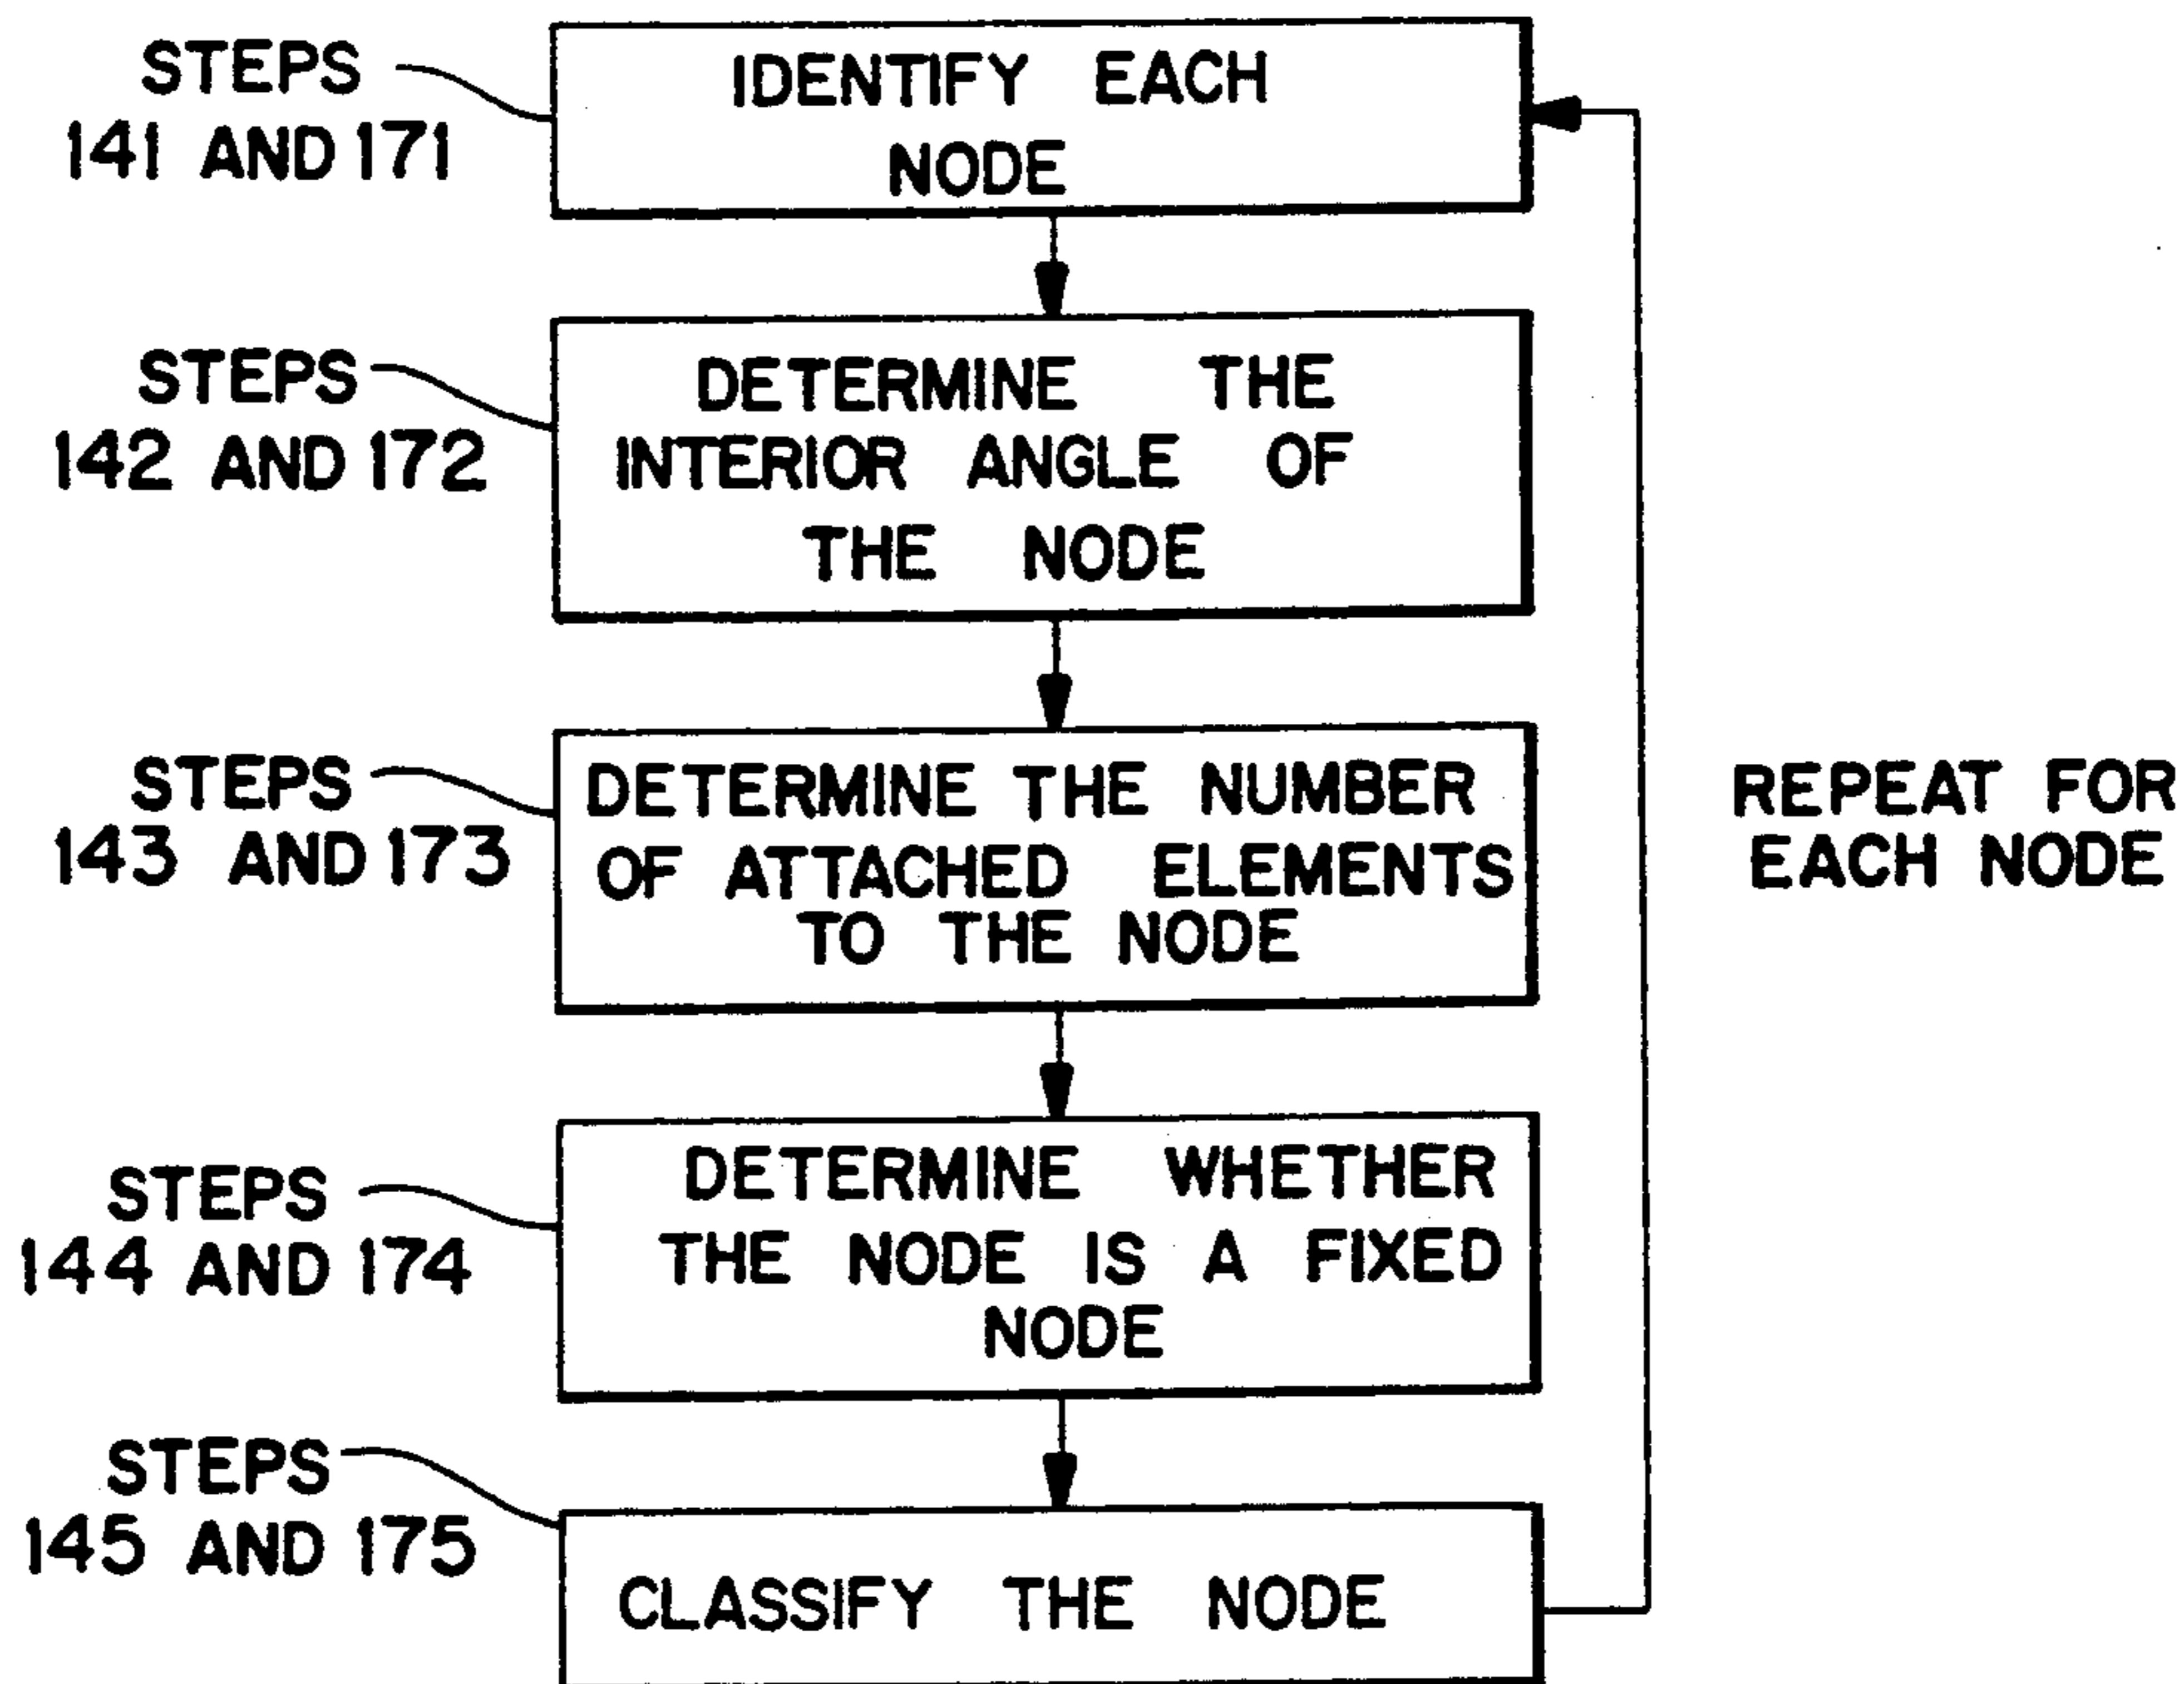 STEPS
141 AND 171
IDENTIFY EACH
NODE
STEPS
142 AND 172
DETERMINE THE
INTERIOR ANGLE OF
THE NODE
STEPS
143 AND 173
DETERMINE THE NUMBER
OF ATTACHED ELEMENTS
TO THE NODE
REPEAT FOR
EACH NODE
STEPS
144 AND 174
DETERMINE WHETHER
THE NODE IS A FIXED
NODE
STEPS
145 AND 175
CLASSIFY THE NODE